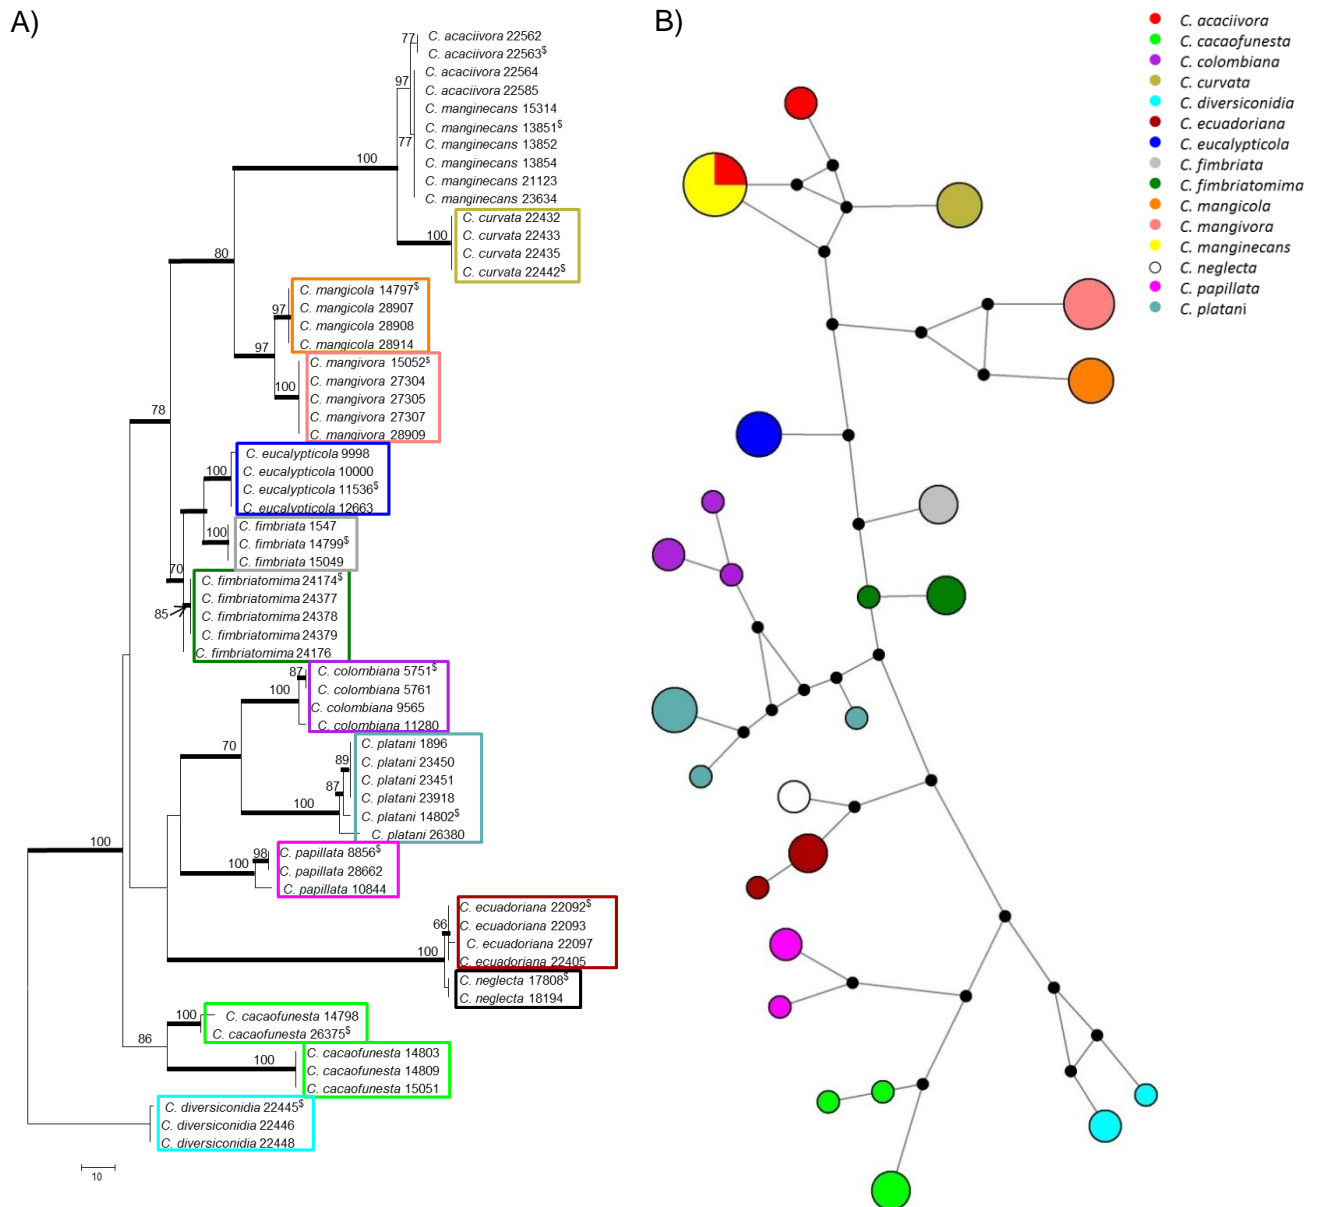 A)
77
C. acaciivora 22562
C. acaciivora 22563$
C. acaciivora 22564
97
C. acaciivora 22585
C. manginecans 15314
C. manginecans 13851$
77
C. manginecans 13852
C. manginecans 13854
100
C. manginecans 21123
C. manginecans 23634
C. curvata 22432
100
C. curvata 22433
C. curvata 22435
80
C. curvata 22442$
C. mangicola 14797$
97
C. mangicola 28907
C. mangicola 28908
97
C. mangicola 28914
C. mangivora 15052$
100
C. mangivora 27304
C. mangivora 27305
78
C. mangivora 27307
C. mangivora 28909
C. eucalypticola 9998
100
C. eucalypticola 10000
C. eucalypticola 11536$
C. eucalypticola 12663
C. fimbriata 1547
100
C. fimbriata 14799$
C. fimbriata 15049
70
C. fimbriatomima 24174$
C. fimbriatomima 24377
85
C. fimbriatomima 24378
C. fimbriatomima 24379
C. fimbriatomima 24176
87
C. colombiana 5751$
100
C. colombiana 5761
C. colombiana 9565
C. colombiana 11280
70
C. platani 1896
89
C. platani 23450
87
C. platani 23451
100
C. platani 23918
C. platani 14802$
C. platani 26380
100
98
C. papillata 8856$
100
C. papillata 28662
C. papillata 10844
C. ecuadoriana 22092$
66
C. ecuadoriana 22093
C. ecuadoriana 22097
100
C. ecuadoriana 22405
C. neglecta 17808$
C. neglecta 18194
100
C. cacaofunesta 14798
C. cacaofunesta 26375$
86
100
C. cacaofunesta 14803
C. cacaofunesta 14809
C. cacaofunesta 15051
C. diversiconidia 22445$
C. diversiconidia 22446
C. diversiconidia 22448
10
B)
C. acaciivora
C. cacaofunesta
C. colombiana
C. curvata
C. diversiconidia
C. ecuadoriana
C. eucalypticola
C. fimbriata
C. fimbriatomima
C. mangicola
C. mangivora
C. manginecans
C. neglecta
C. papillata
C. platani